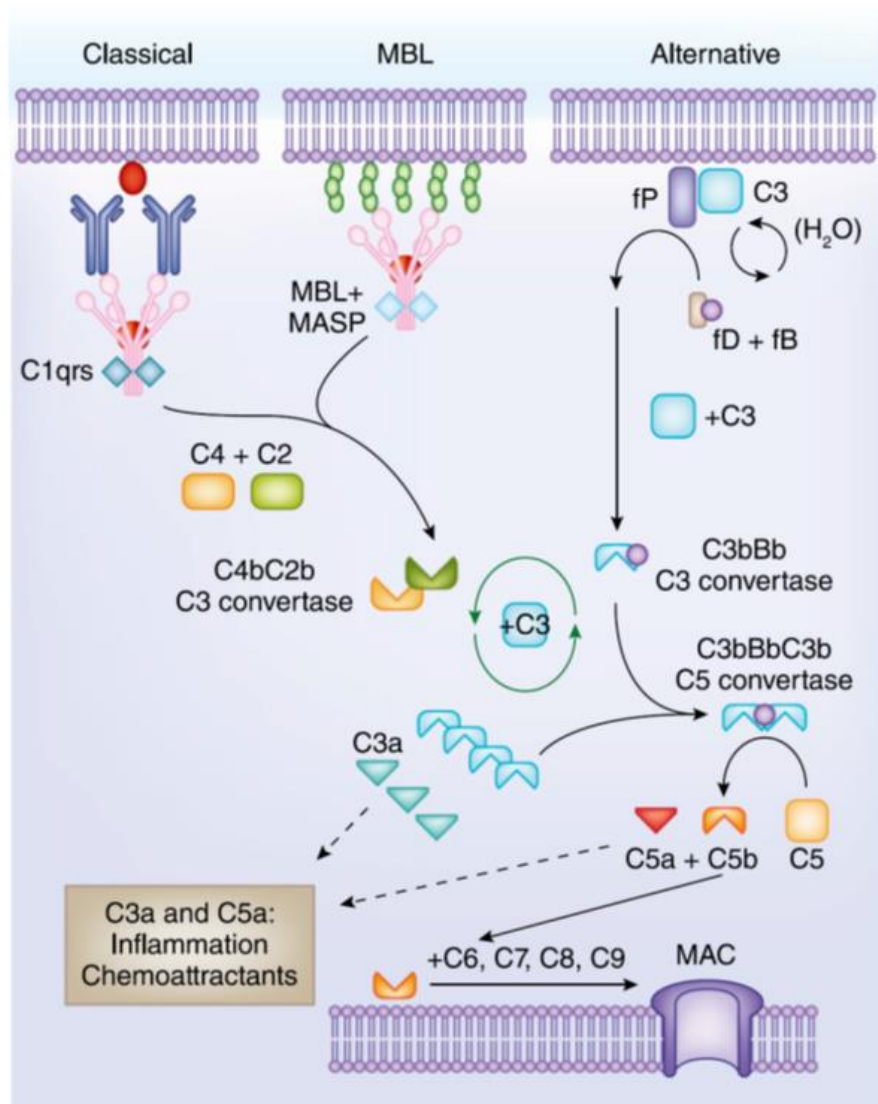 Classical
MBL
Alternative
fP
C3
(H₂O)
MBL+
MASP
fD + fB
C1qrs
+C3
C4 + C2
C4bC2b
C3 convertase
C3bBb
C3 convertase
+C3
C3bBbC3b
C5 convertase
C3a
C5a + C5b
C5
C3a and C5a:
Inflammation
Chemoattractants
+C6, C7, C8, C9
MAC